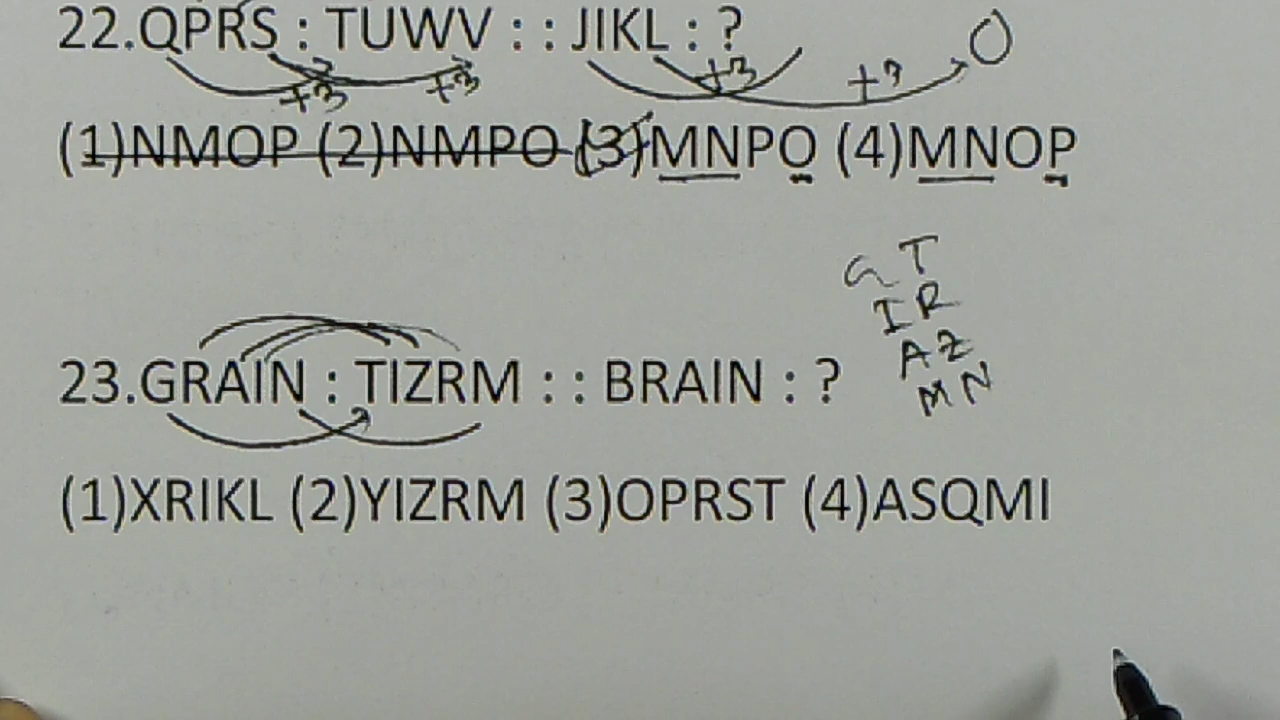 22.QPRS : TUWV : : JIKL : ?
+3 +3 +3 +3 O
(1)NMOP (2)NMPO (3)MNPO (4)MNOP
G T
I R
A Z
M N
23.GRAIN : TIZRM : : BRAIN : ?
(1)XRIKL (2)YIZRM (3)OPRST (4)ASQMI